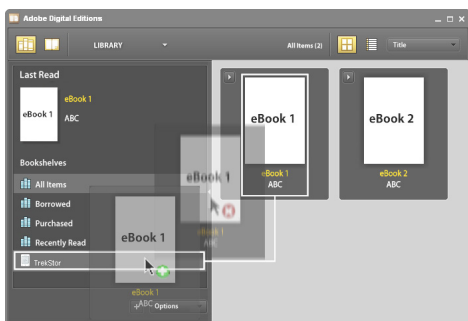 Adobe Digital Editions
LIBRARY
All Items (2)
Title
Last Read
eBook 1
eBook 1
ABC
Bookshelves
All Items
Borrowed
Purchased
Recently Read
TrekStor
Options
eBook 1
eBook 1
ABC
eBook 2
eBook 2
ABC
eBook 1
eBook 1
ABC
eBook 1
eBook 1
ABC